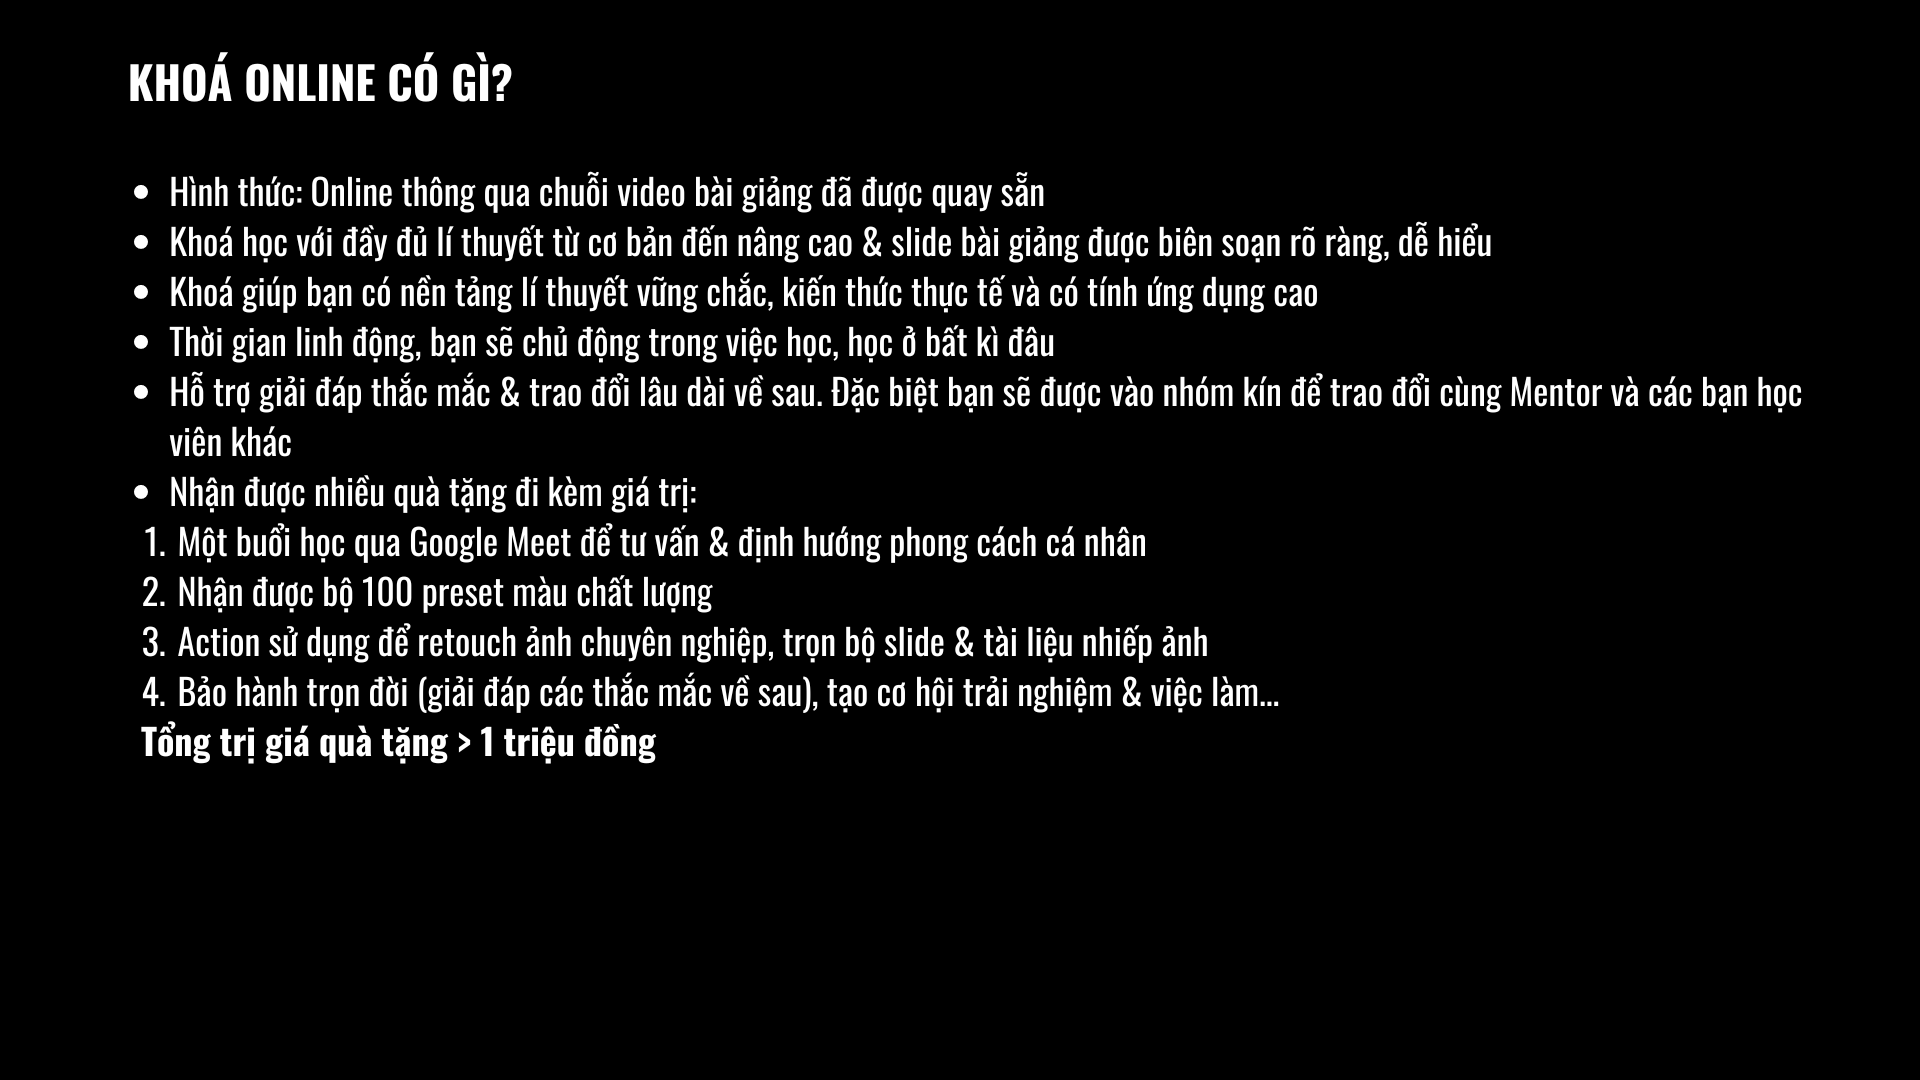 KHOÁ ONLINE CÓ GÌ?
• Hình thức: Online thông qua chuỗi video bài giảng đã được quay sẵn
• Khoá học với đầy đủ lí thuyết từ cơ bản đến nâng cao & slide bài giảng được biên soạn rõ ràng, dễ hiểu
• Khoá giúp bạn có nền tảng lí thuyết vững chắc, kiến thức thực tế và có tính ứng dụng cao
• Thời gian linh động, bạn sẽ chủ động trong việc học, học ở bất kì đâu
• Hỗ trợ giải đáp thắc mắc & trao đổi lâu dài về sau. Đặc biệt bạn sẽ được vào nhóm kín để trao đổi cùng Mentor và các bạn học
viên khác
• Nhận được nhiều quà tặng đi kèm giá trị:
1. Một buổi học qua Google Meet để tư vấn & định hướng phong cách cá nhân
2. Nhận được bộ 100 preset màu chất lượng
3. Action sử dụng để retouch ảnh chuyên nghiệp, trọn bộ slide & tài liệu nhiếp ảnh
4. Bảo hành trọn đời (giải đáp các thắc mắc về sau), tạo cơ hội trải nghiệm & việc làm...
Tổng trị giá quà tặng > 1 triệu đồng